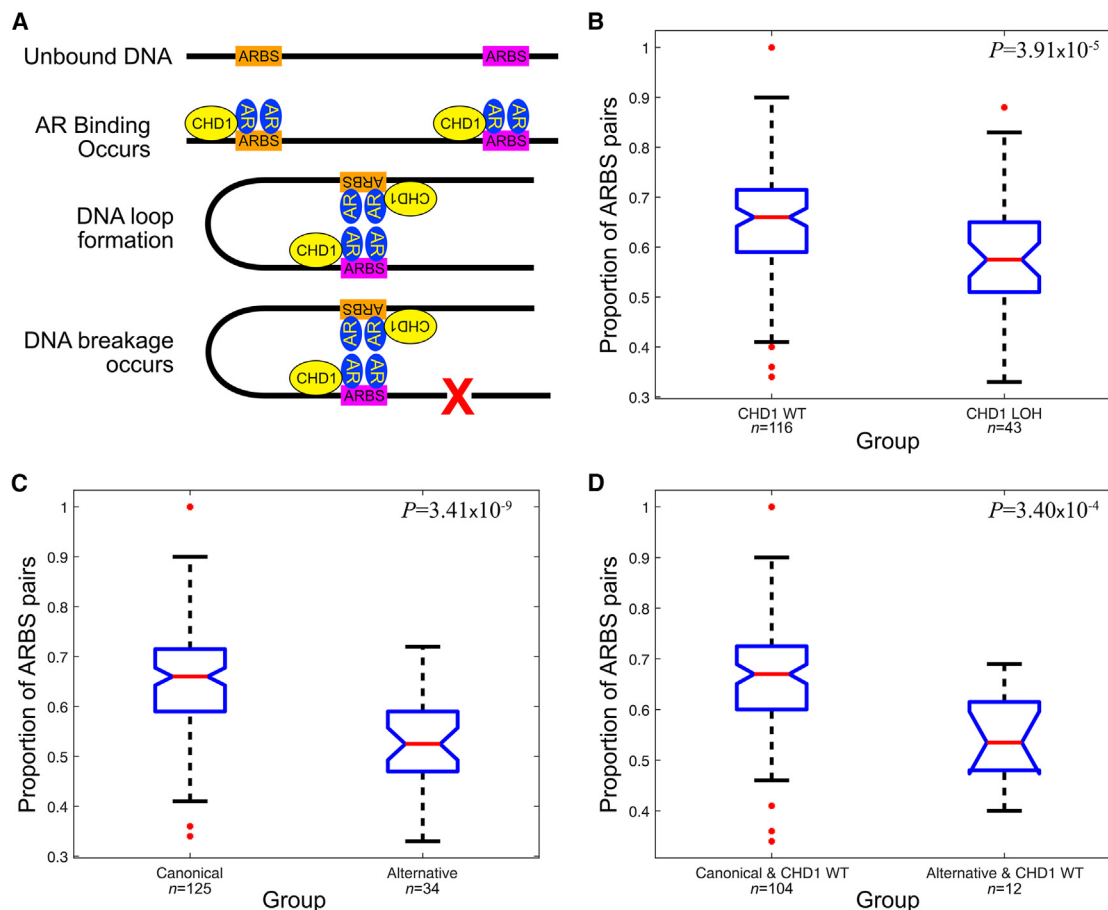 A
Unbound DNA
ARBS
ARBS
AR Binding
Occurs
CHD1
AR
AR
ARBS
CHD1
AR
AR
ARBS
DNA loop
formation
ARBS
AR
AR
CHD1
CHD1
AR
AR
ARBS
DNA breakage
occurs
ARBS
AR
AR
CHD1
CHD1
AR
AR
ARBS
X
B
P=3.91x10⁻⁵
Proportion of ARBS pairs
1
0.9
0.8
0.7
0.6
0.5
0.4
0.3
CHD1 WT
n=116
CHD1 LOH
n=43
Group
C
P=3.41x10⁻⁹
Proportion of ARBS pairs
1
0.9
0.8
0.7
0.6
0.5
0.4
0.3
Canonical
n=125
Alternative
n=34
Group
D
P=3.40x10⁻⁴
Proportion of ARBS pairs
1
0.9
0.8
0.7
0.6
0.5
0.4
Canonical & CHD1 WT
n=104
Alternative & CHD1 WT
n=12
Group